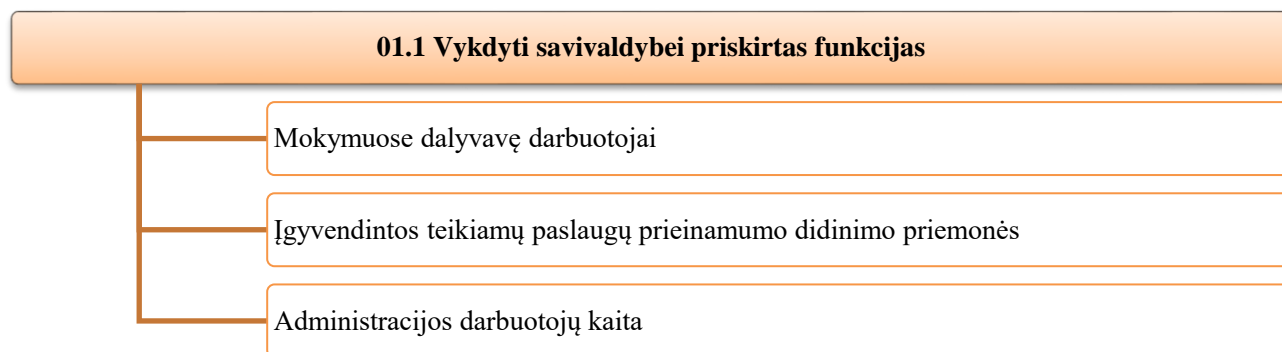 01.1 Vykdyti savivaldybei priskirtas funkcijas
Mokymuose dalyvavę darbuotojai
Įgyvendintos teikiamų paslaugų prieinamumo didinimo priemonės
Administracijos darbuotojų kaita